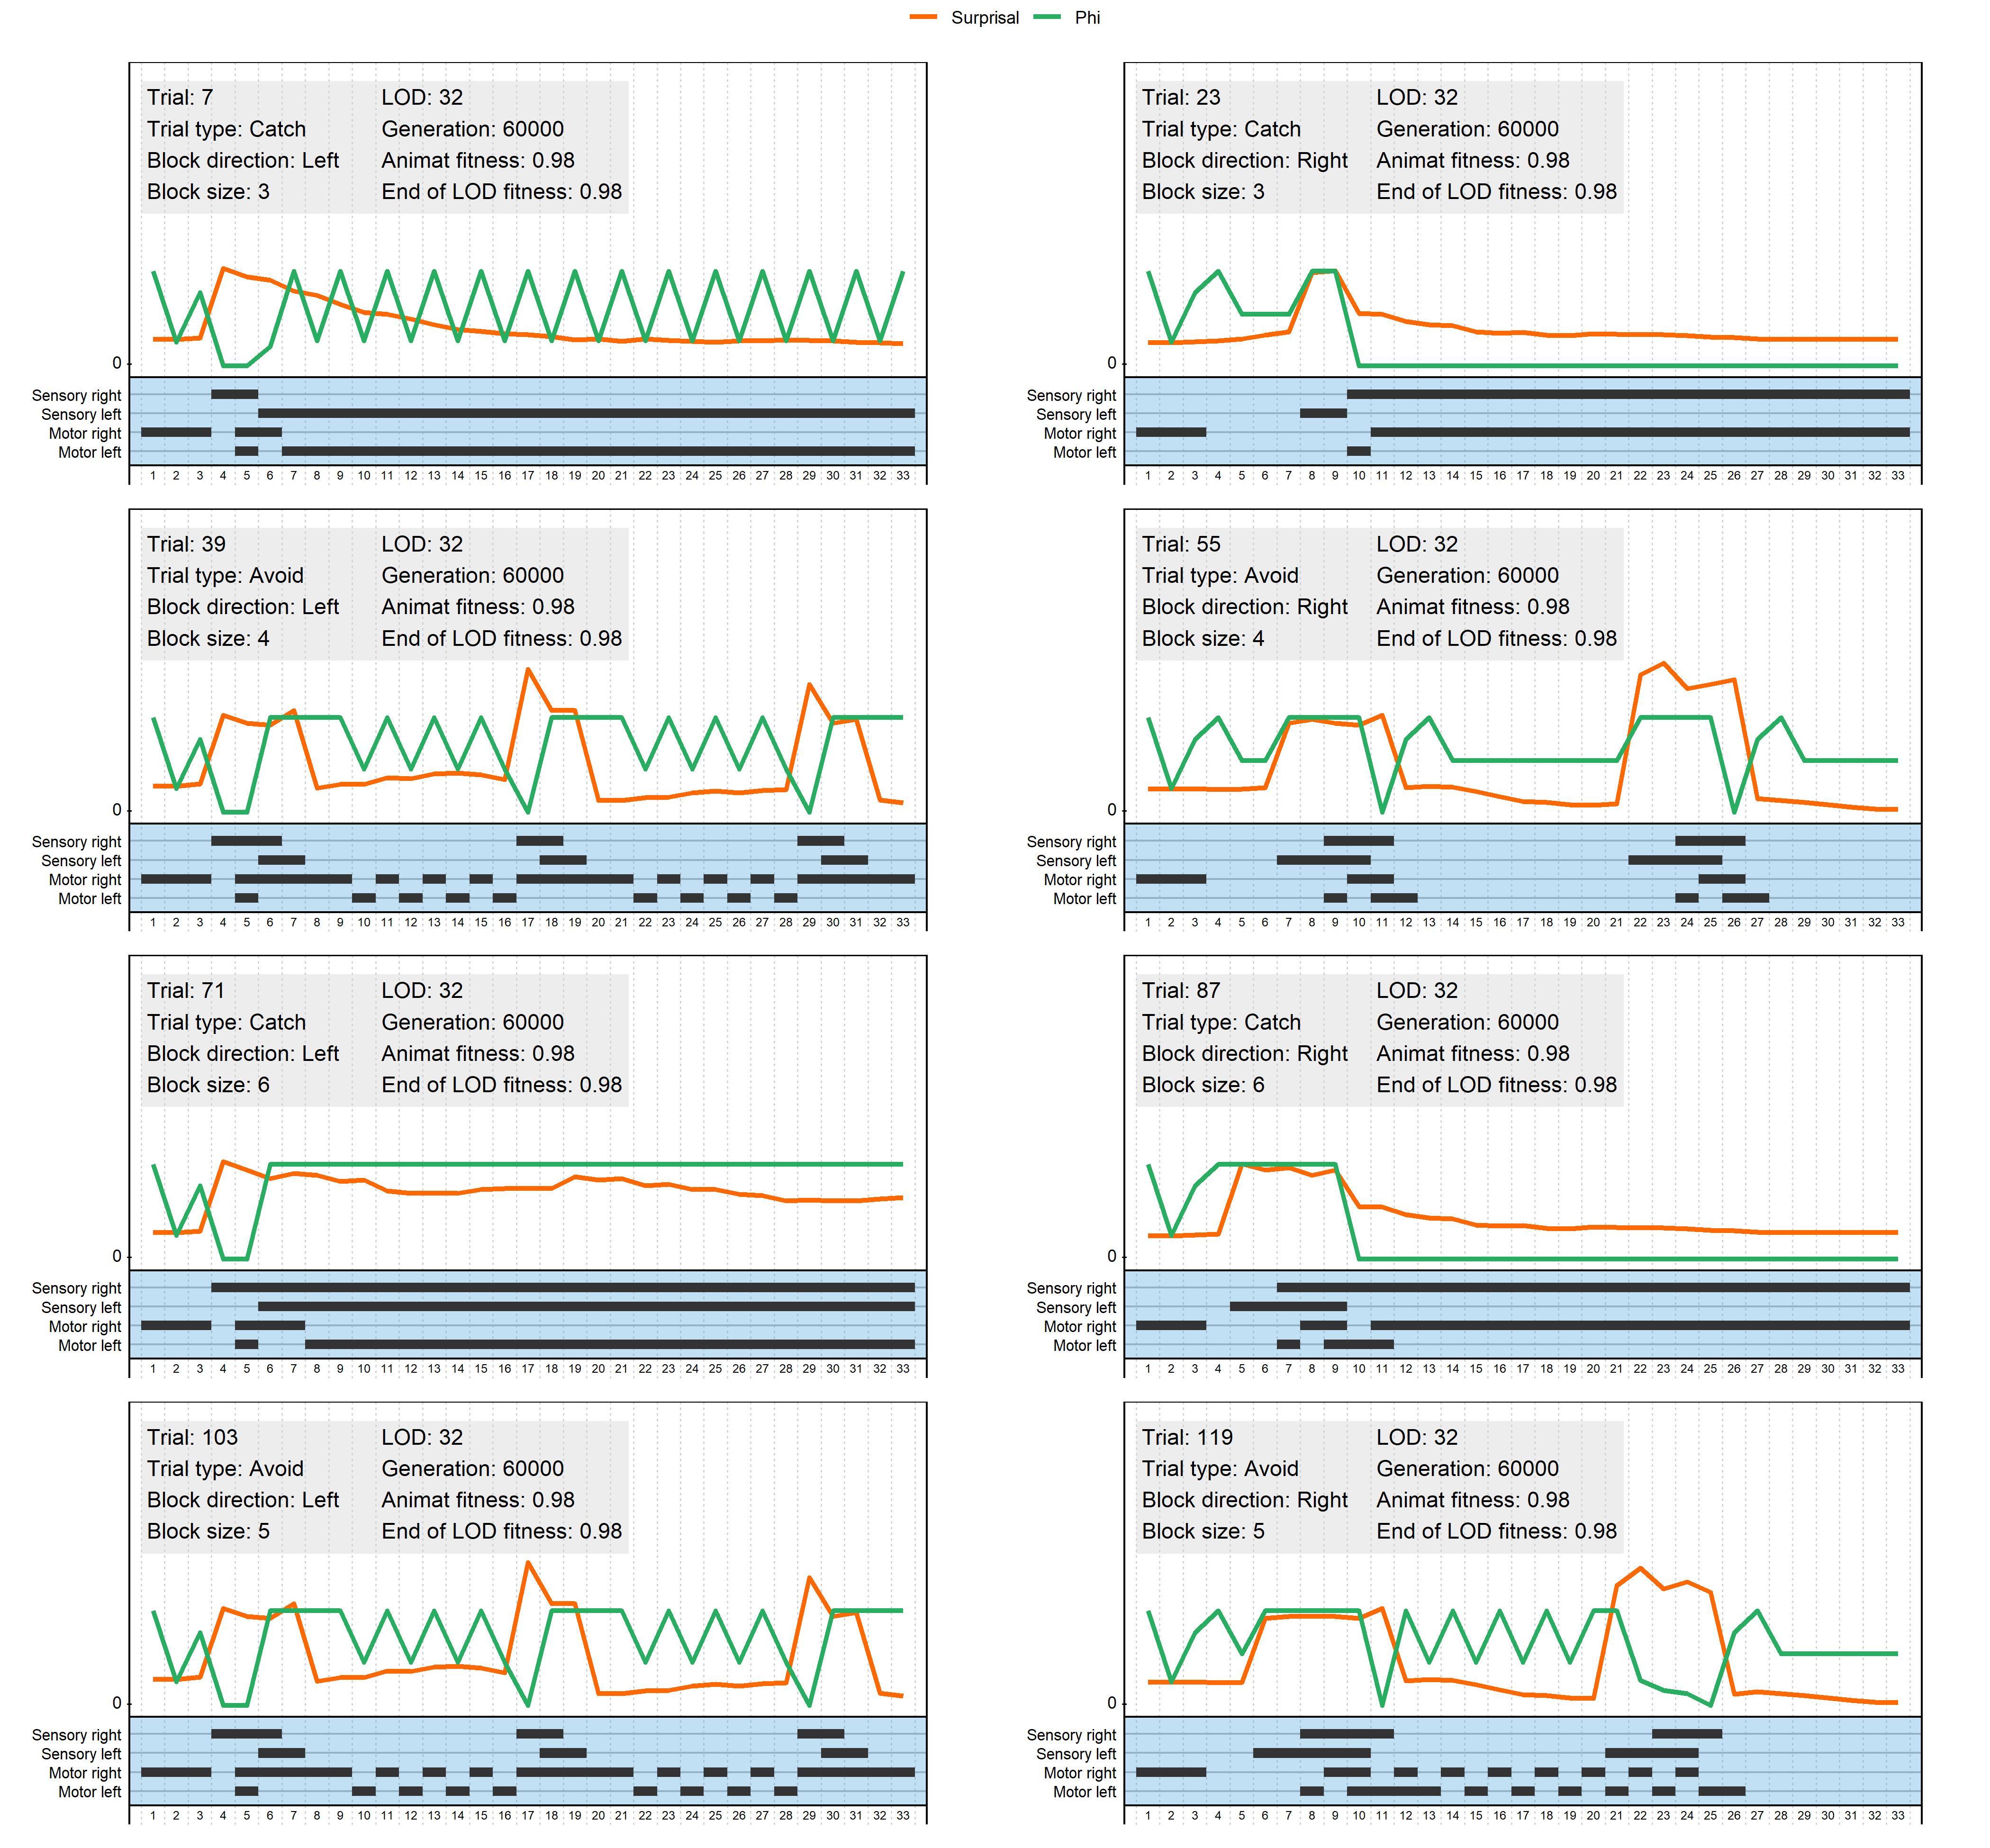 Surprisal Phi
Trial: 7 LOD: 32
Trial type: Catch Generation: 60000
Block direction: Left Animat fitness: 0.98
Block size: 3 End of LOD fitness: 0.98
0
Sensory right
Sensory left
Motor right
Motor left
1 2 3 4 5 6 7 8 9 10 11 12 13 14 15 16 17 18 19 20 21 22 23 24 25 26 27 28 29 30 31 32 33
Trial: 23 LOD: 32
Trial type: Catch Generation: 60000
Block direction: Right Animat fitness: 0.98
Block size: 3 End of LOD fitness: 0.98
0
Sensory right
Sensory left
Motor right
Motor left
1 2 3 4 5 6 7 8 9 10 11 12 13 14 15 16 17 18 19 20 21 22 23 24 25 26 27 28 29 30 31 32 33
Trial: 39 LOD: 32
Trial type: Avoid Generation: 60000
Block direction: Left Animat fitness: 0.98
Block size: 4 End of LOD fitness: 0.98
0
Sensory right
Sensory left
Motor right
Motor left
1 2 3 4 5 6 7 8 9 10 11 12 13 14 15 16 17 18 19 20 21 22 23 24 25 26 27 28 29 30 31 32 33
Trial: 55 LOD: 32
Trial type: Avoid Generation: 60000
Block direction: Right Animat fitness: 0.98
Block size: 4 End of LOD fitness: 0.98
0
Sensory right
Sensory left
Motor right
Motor left
1 2 3 4 5 6 7 8 9 10 11 12 13 14 15 16 17 18 19 20 21 22 23 24 25 26 27 28 29 30 31 32 33
Trial: 71 LOD: 32
Trial type: Catch Generation: 60000
Block direction: Left Animat fitness: 0.98
Block size: 6 End of LOD fitness: 0.98
0
Sensory right
Sensory left
Motor right
Motor left
1 2 3 4 5 6 7 8 9 10 11 12 13 14 15 16 17 18 19 20 21 22 23 24 25 26 27 28 29 30 31 32 33
Trial: 87 LOD: 32
Trial type: Catch Generation: 60000
Block direction: Right Animat fitness: 0.98
Block size: 6 End of LOD fitness: 0.98
0
Sensory right
Sensory left
Motor right
Motor left
1 2 3 4 5 6 7 8 9 10 11 12 13 14 15 16 17 18 19 20 21 22 23 24 25 26 27 28 29 30 31 32 33
Trial: 103 LOD: 32
Trial type: Avoid Generation: 60000
Block direction: Left Animat fitness: 0.98
Block size: 5 End of LOD fitness: 0.98
0
Sensory right
Sensory left
Motor right
Motor left
1 2 3 4 5 6 7 8 9 10 11 12 13 14 15 16 17 18 19 20 21 22 23 24 25 26 27 28 29 30 31 32 33
Trial: 119 LOD: 32
Trial type: Avoid Generation: 60000
Block direction: Right Animat fitness: 0.98
Block size: 5 End of LOD fitness: 0.98
0
Sensory right
Sensory left
Motor right
Motor left
1 2 3 4 5 6 7 8 9 10 11 12 13 14 15 16 17 18 19 20 21 22 23 24 25 26 27 28 29 30 31 32 33